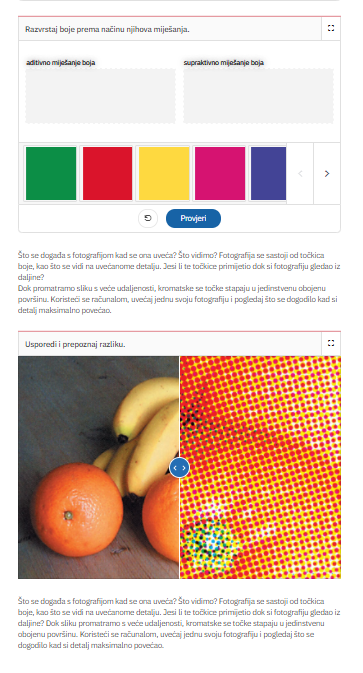 Razvrstaj boje prema načinu njihova miješanja.
aditivno miješanje boja
supraktivno miješanje boja
Provjeri
Što se događa s fotografijom kad se ona uveća? Što vidimo? Fotografija se sastoji od točkica
boje, kao što se vidi na uvećanome detalju. Jesi li te točkice primijetio dok si fotografiju gledao iz
daljine?
Dok promatramo sliku s veće udaljenosti, kromatske se točke stapaju u jedinstvenu obojenu
površinu. Koristeći se računalom, uvećaj jednu svoju fotografiju i pogledaj što se dogodilo kad si
detalj maksimalno povećao.
Usporedi i prepoznaj razliku.
Što se događa s fotografijom kad se ona uveća? Što vidimo? Fotografija se sastoji od točkica
boje, kao što se vidi na uvećanome detalju. Jesi li te točkice primijetio dok si fotografiju gledao iz
daljine? Dok sliku promatramo s veće udaljenosti, kromatske se točke stapaju u jedinstvenu
obojenu površinu. Koristeći se računalom, uvećaj jednu svoju fotografiju i pogledaj što se
dogodilo kad si detalj maksimalno povećao.